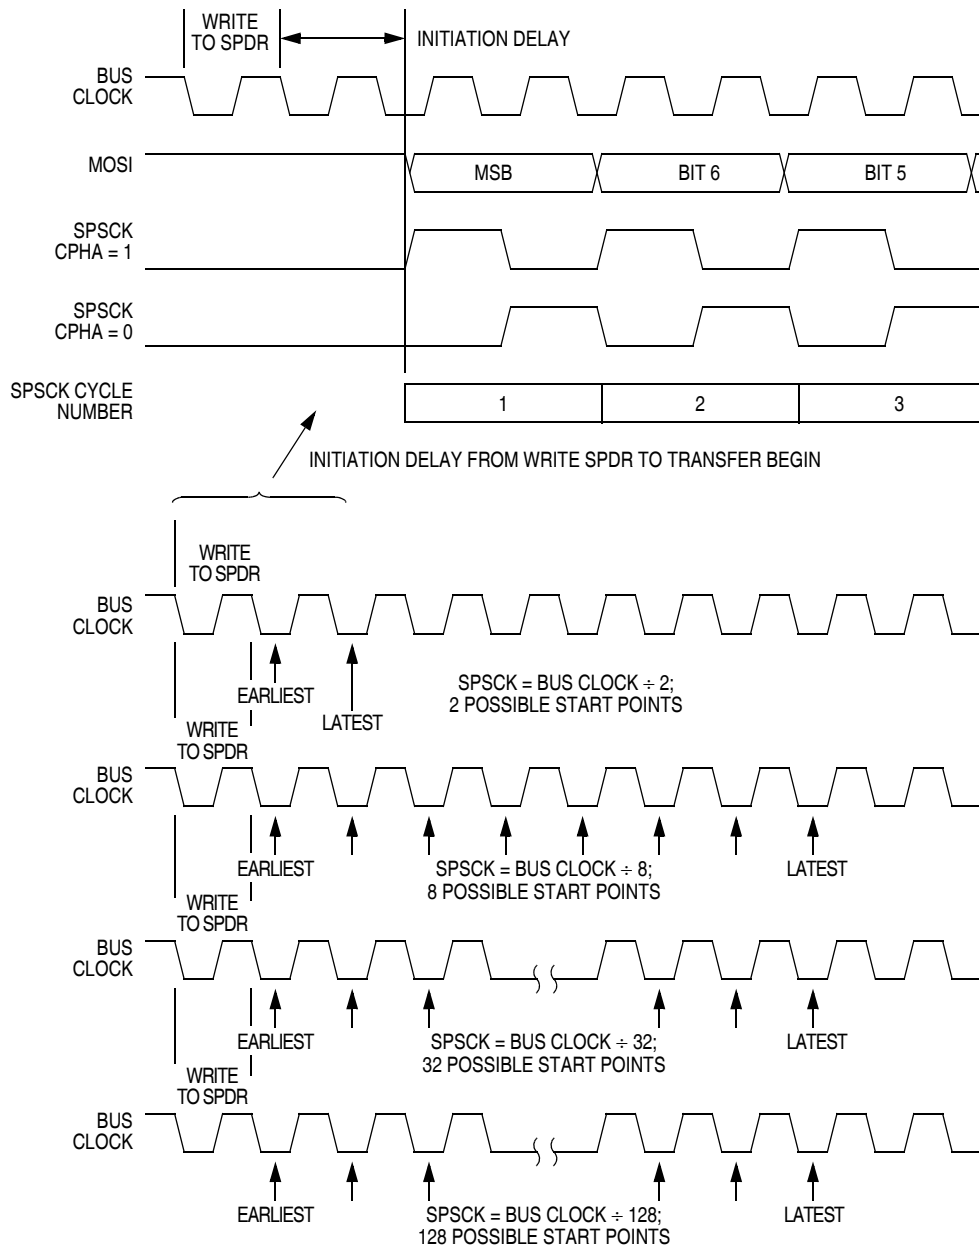 WRITE
TO SPDR
INITIATION DELAY
BUS
CLOCK
MOSI
MSB
BIT 6
BIT 5
SPSCK
CPHA = 1
SPSCK
CPHA = 0
SPSCK CYCLE
NUMBER
1
2
3
INITIATION DELAY FROM WRITE SPDR TO TRANSFER BEGIN
WRITE
TO SPDR
BUS
CLOCK
EARLIEST
LATEST
SPSCK = BUS CLOCK ÷ 2;
2 POSSIBLE START POINTS
WRITE
TO SPDR
BUS
CLOCK
EARLIEST
SPSCK = BUS CLOCK ÷ 8;
8 POSSIBLE START POINTS
LATEST
WRITE
TO SPDR
BUS
CLOCK
EARLIEST
SPSCK = BUS CLOCK ÷ 32;
32 POSSIBLE START POINTS
LATEST
WRITE
TO SPDR
BUS
CLOCK
EARLIEST
SPSCK = BUS CLOCK ÷ 128;
128 POSSIBLE START POINTS
LATEST